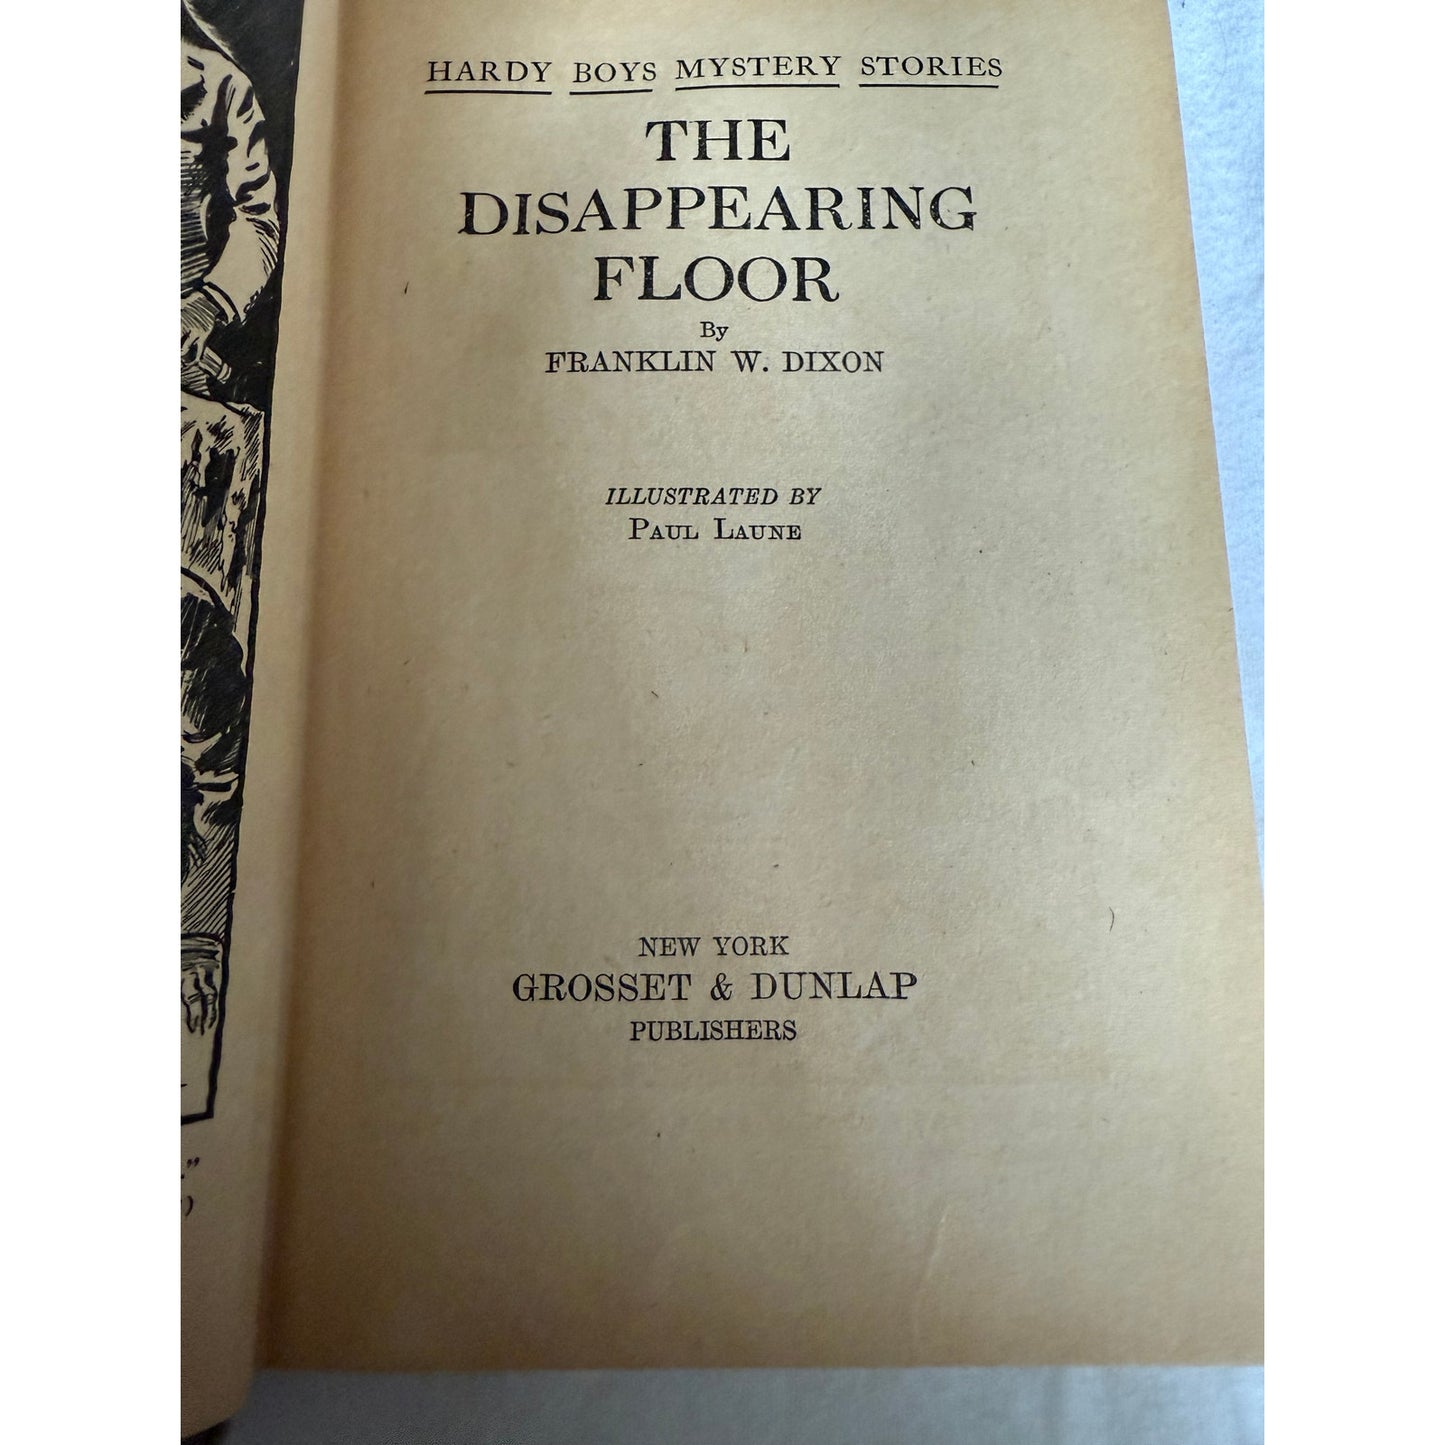 HARDY BOYS MYSTERY STORIES
THE
DISAPPEARING
FLOOR
By
FRANKLIN W. DIXON
ILLUSTRATED BY
PAUL LAUNE
NEW YORK
GROSSET & DUNLAP
PUBLISHERS